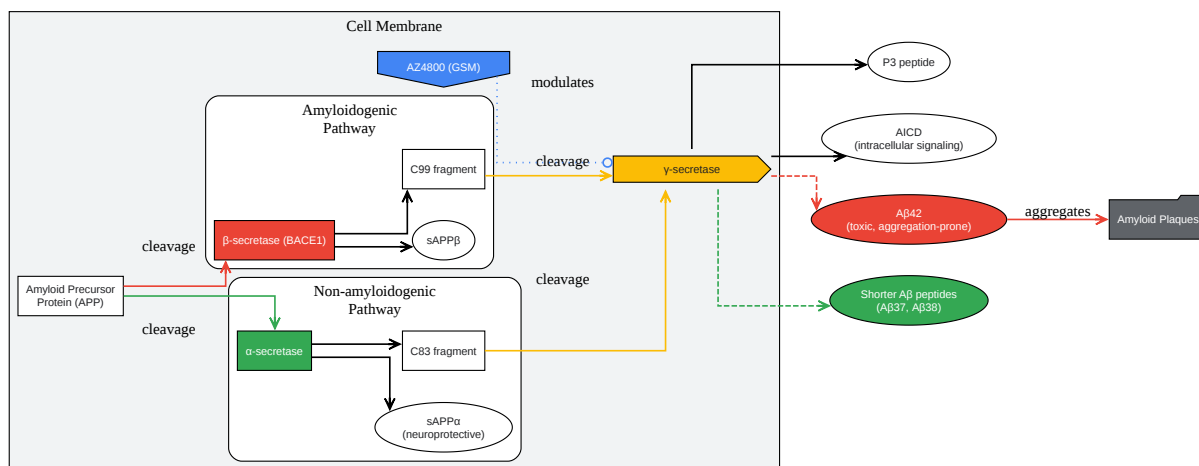 Cell Membrane
AZ4800 (GSM)
modulates
P3 peptide
Amyloidogenic
Pathway
AICD
(intracellular signaling)
C99 fragment
cleavage
γ-secretase
β-secretase (BACE1)
sAPPβ
cleavage
Aβ42
(toxic, aggregation-prone)
aggregates
Amyloid Plaques
Amyloid Precursor
Protein (APP)
Non-amyloidogenic
Pathway
cleavage
Shorter Aβ peptides
(Aβ37, Aβ38)
cleavage
α-secretase
C83 fragment
sAPPα
(neuroprotective)